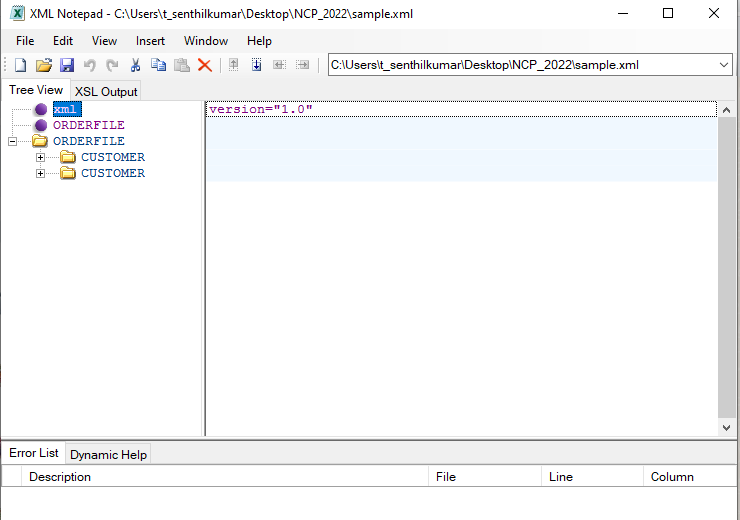 XML Notepad - C:\Users\t_senthilkumar\Desktop\NCP_2022\sample.xml
File Edit View Insert Window Help
C:\Users\t_senthilkumar\Desktop\NCP_2022\sample.xml
Tree View XSL Output
xml version="1.0"
ORDERFILE
ORDERFILE
CUSTOMER
CUSTOMER
Error List Dynamic Help
Description File Line Column